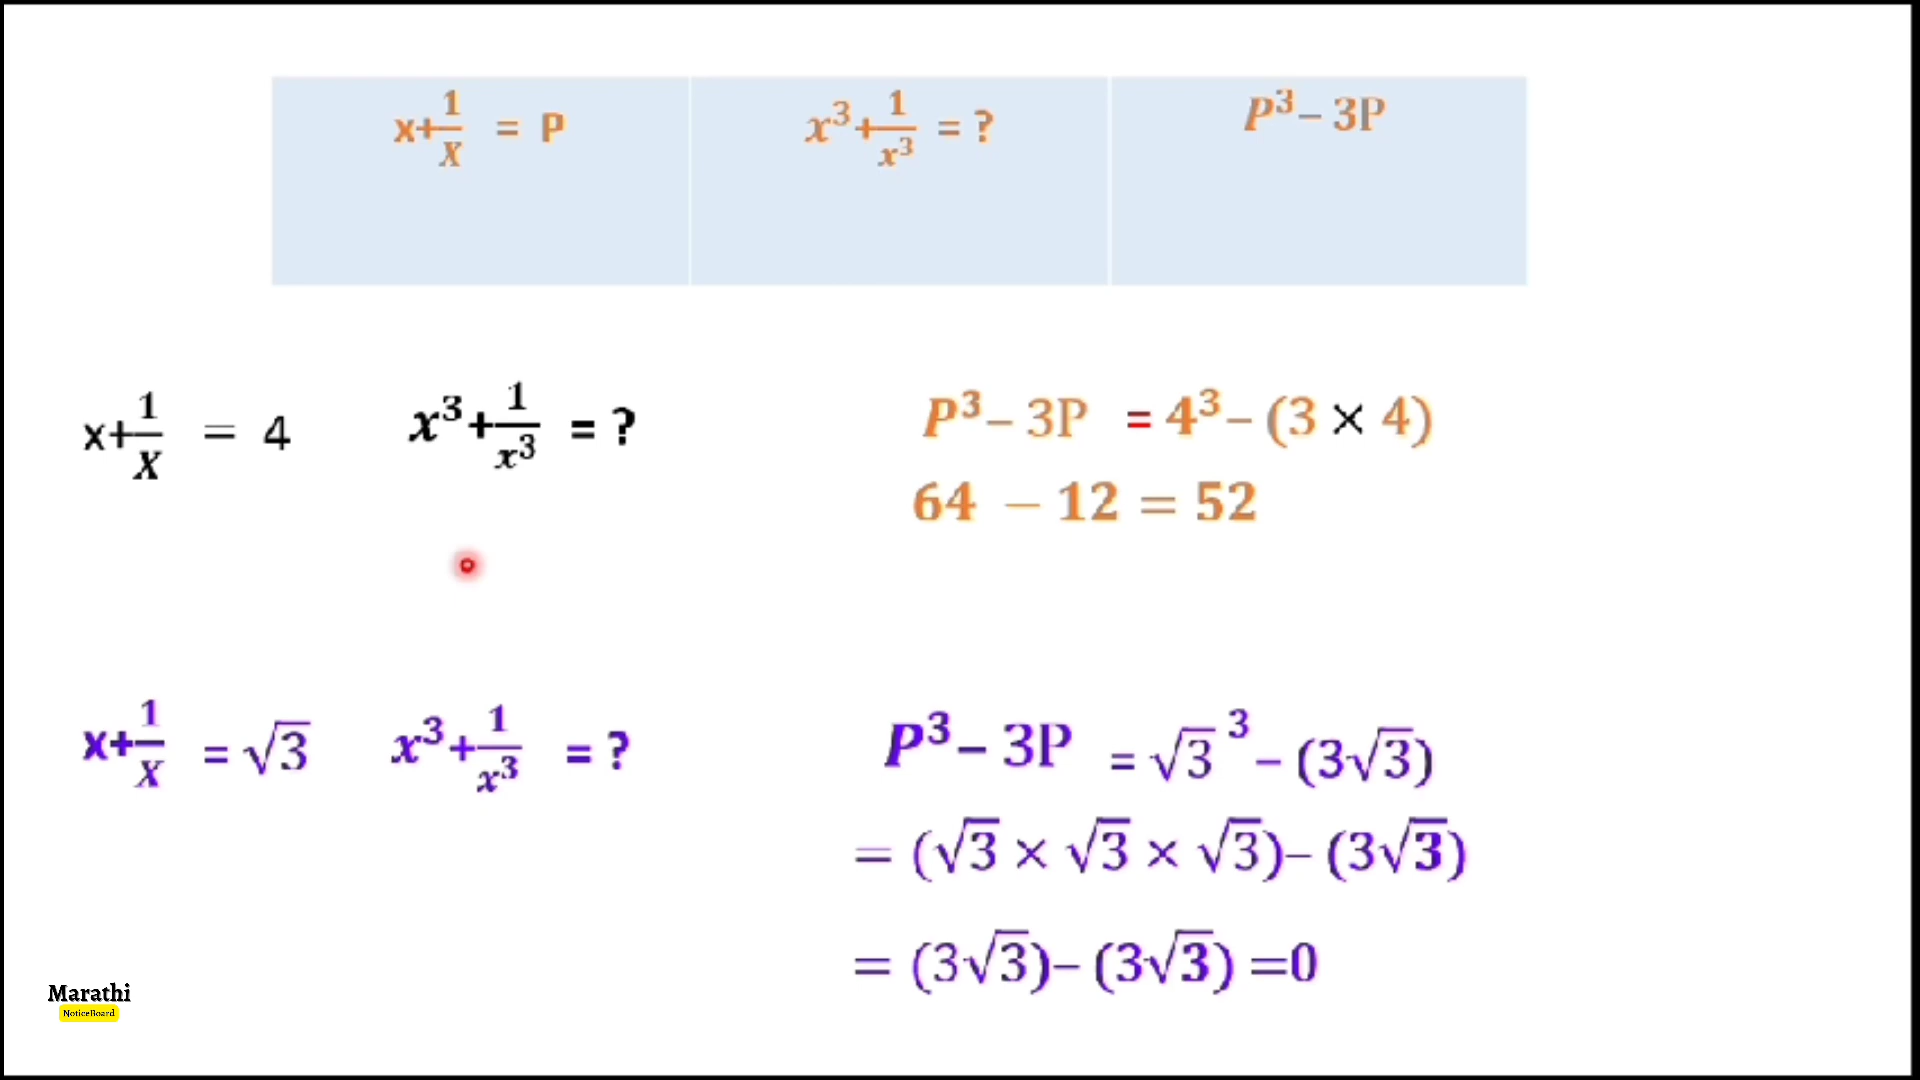 x+1/X = P x³+1/x³ = ? P³– 3P
x+1/X = 4 x³+1/x³ = ? P³– 3P = 4³– (3 × 4)
64 – 12 = 52
x+1/X = √3 x³+1/x³ = ? P³– 3P = √3 ³ – (3√3)
= (√3 × √3 × √3)– (3√3)
= (3√3)– (3√3) =0
Marathi
NoticeBoard